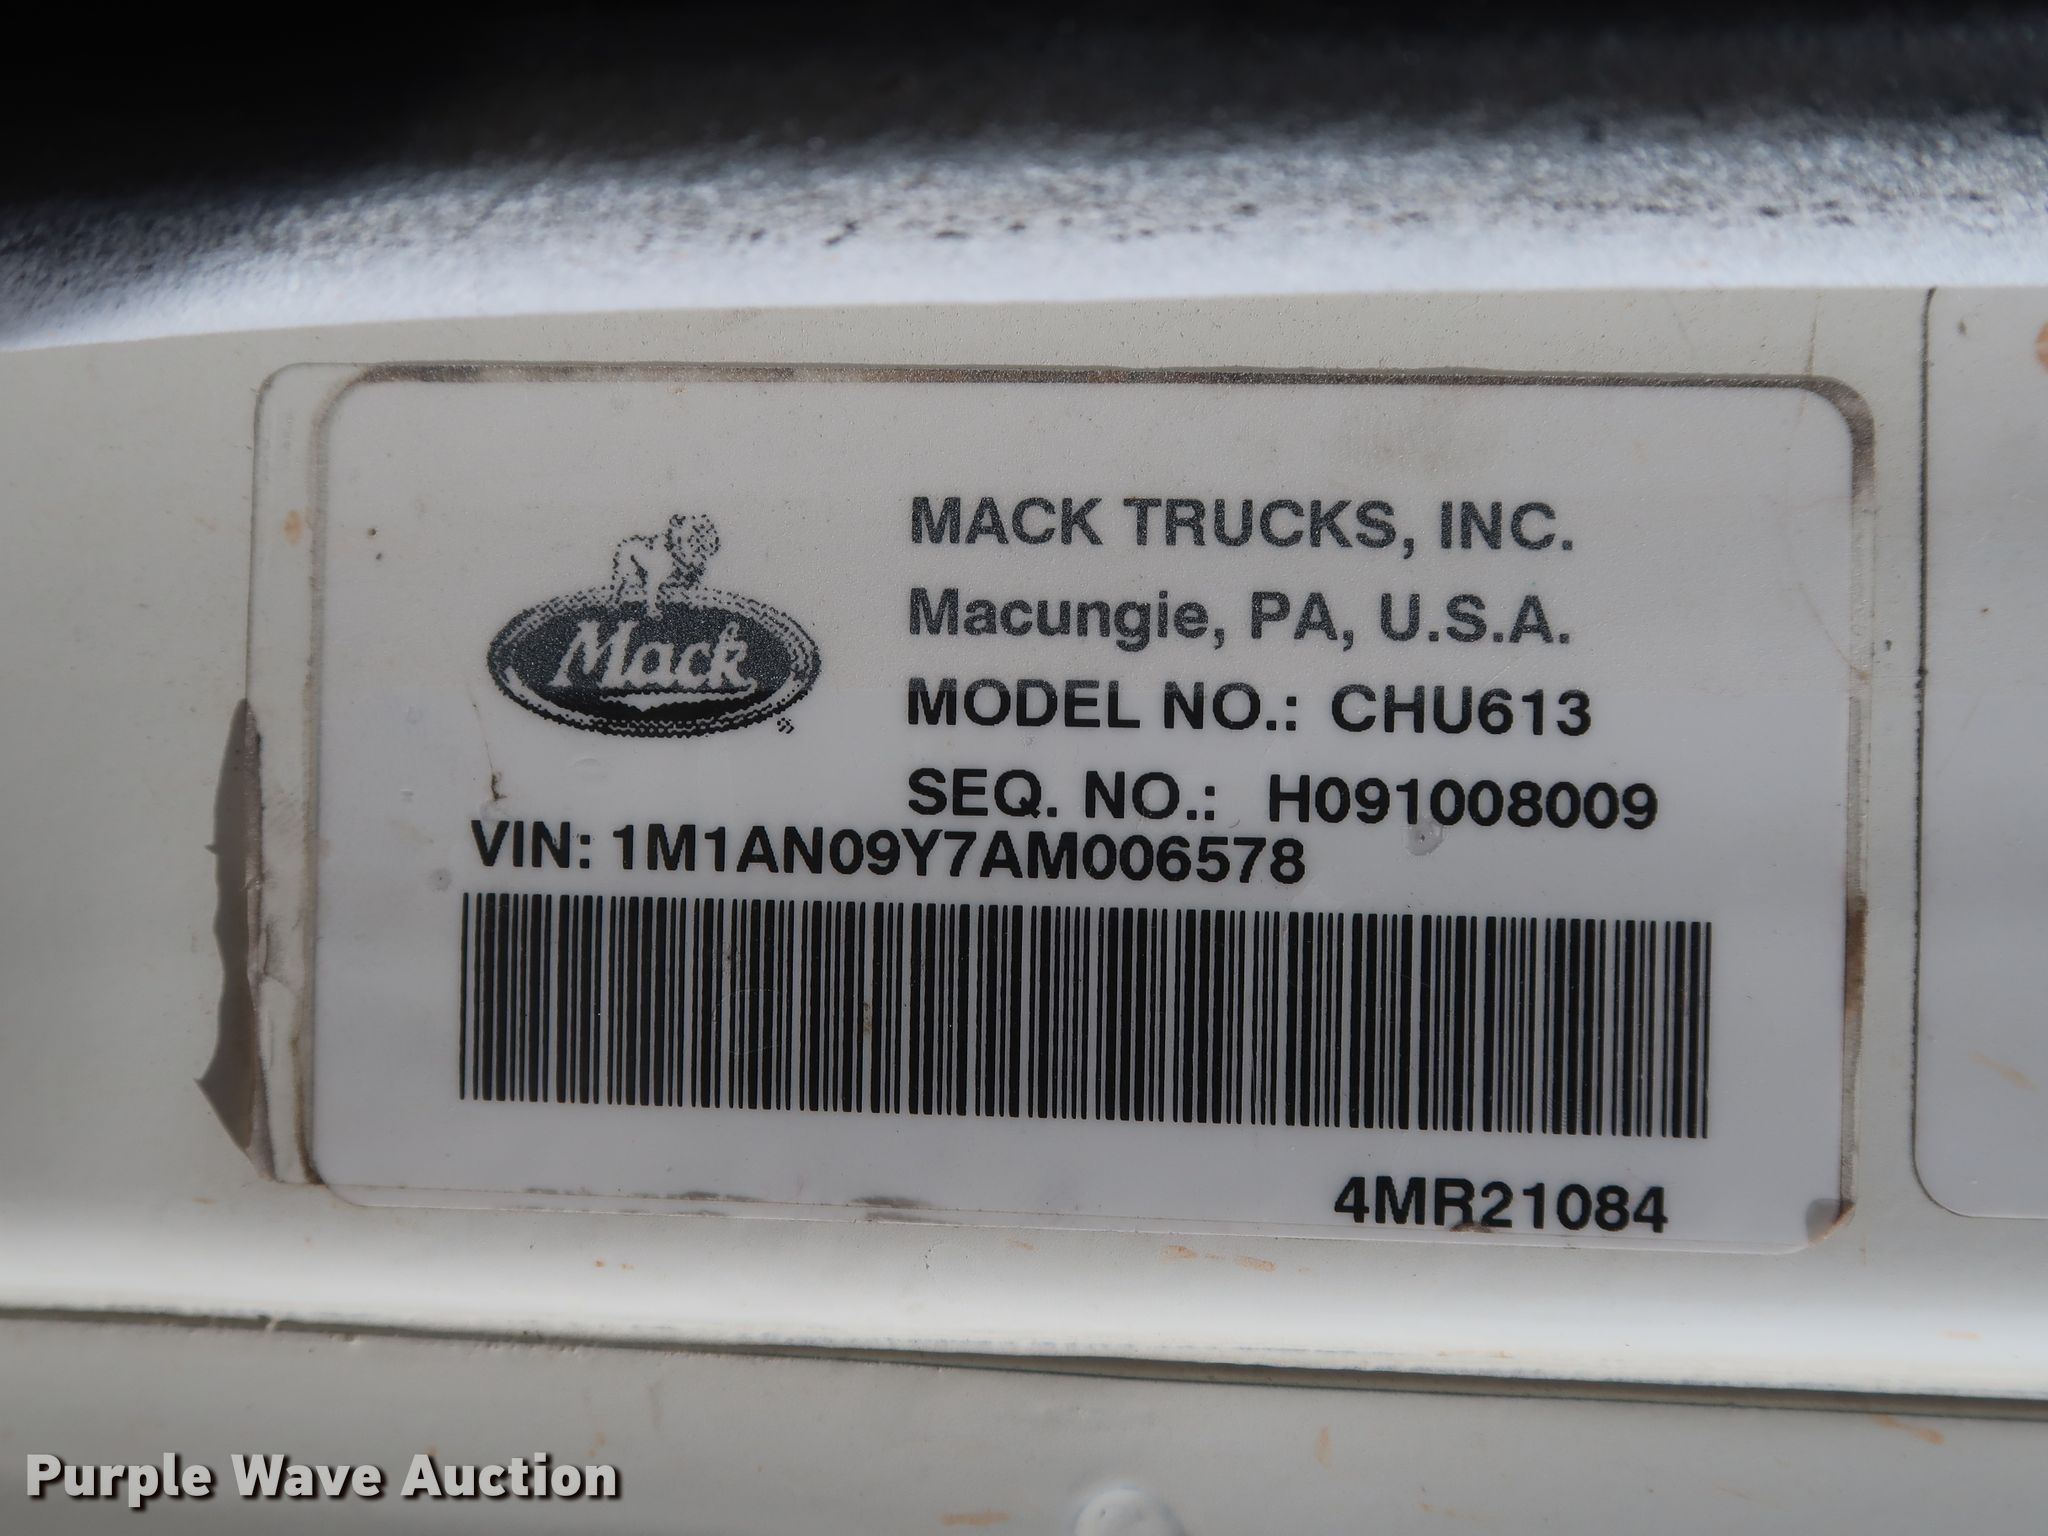 Mack
MACK TRUCKS, INC.
Macungie, PA, U.S.A.
MODEL NO.: CHU613
SEQ. NO.: H091008009
VIN: 1M1AN09Y7AM006578
4MR21084
Purple Wave Auction